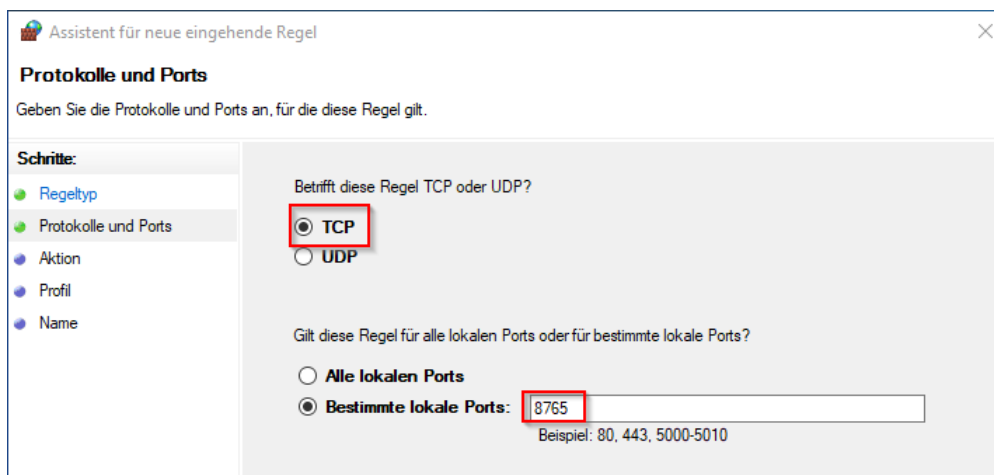 Assistent für neue eingehende Regel
Protokolle und Ports
Geben Sie die Protokolle und Ports an, für die diese Regel gilt.
Schritte:
Regeltyp
Protokolle und Ports
Aktion
Profil
Name
Betrifft diese Regel TCP oder UDP?
TCP
UDP
Gilt diese Regel für alle lokalen Ports oder für bestimmte lokale Ports?
Alle lokalen Ports
Bestimmte lokale Ports: 8765
Beispiel: 80, 443, 5000-5010